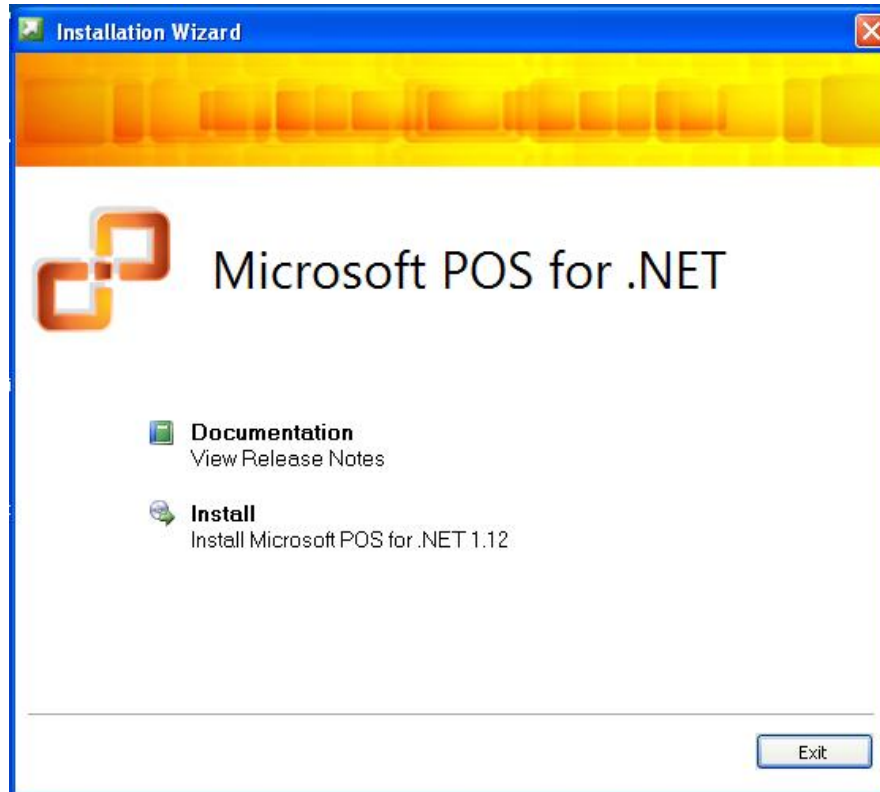 Installation Wizard
Microsoft POS for .NET
Documentation
View Release Notes
Install
Install Microsoft POS for .NET 1.12
Exit